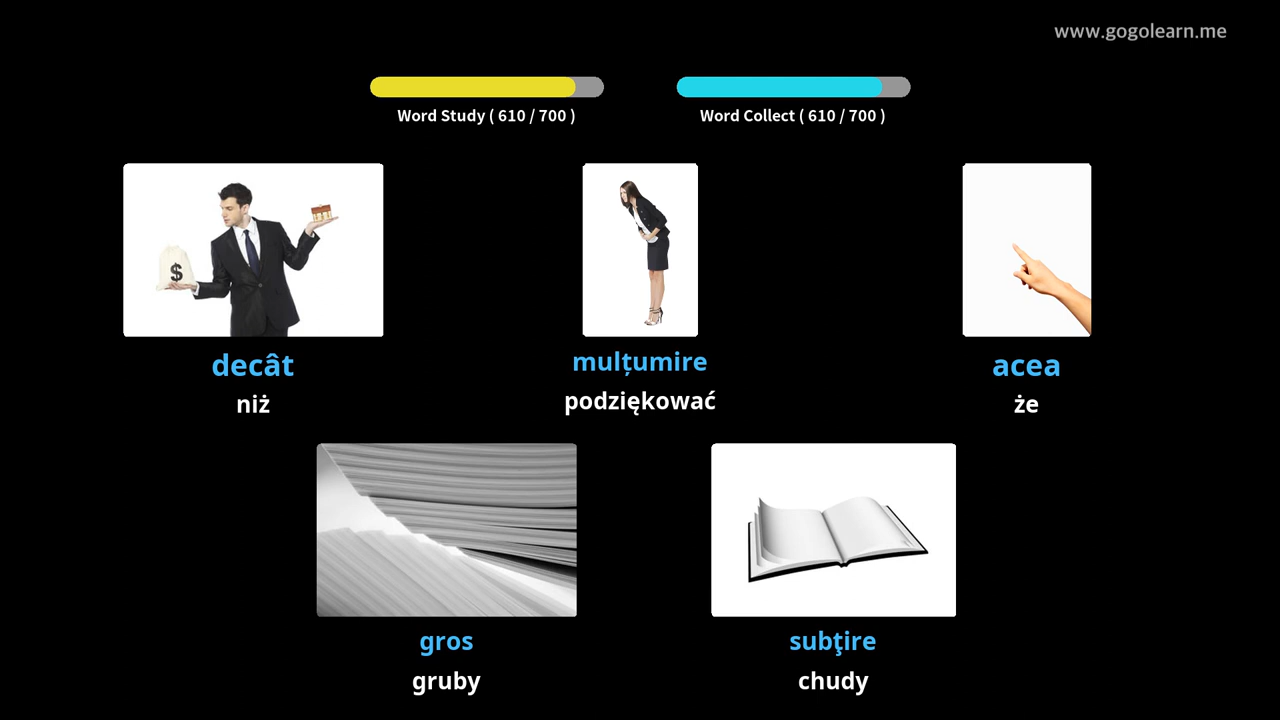 www.gogolearn.me
Word Study ( 610 / 700 )
Word Collect ( 610 / 700 )
$
decât
niż
mulțumire
podziękować
acea
że
gros
gruby
subţire
chudy